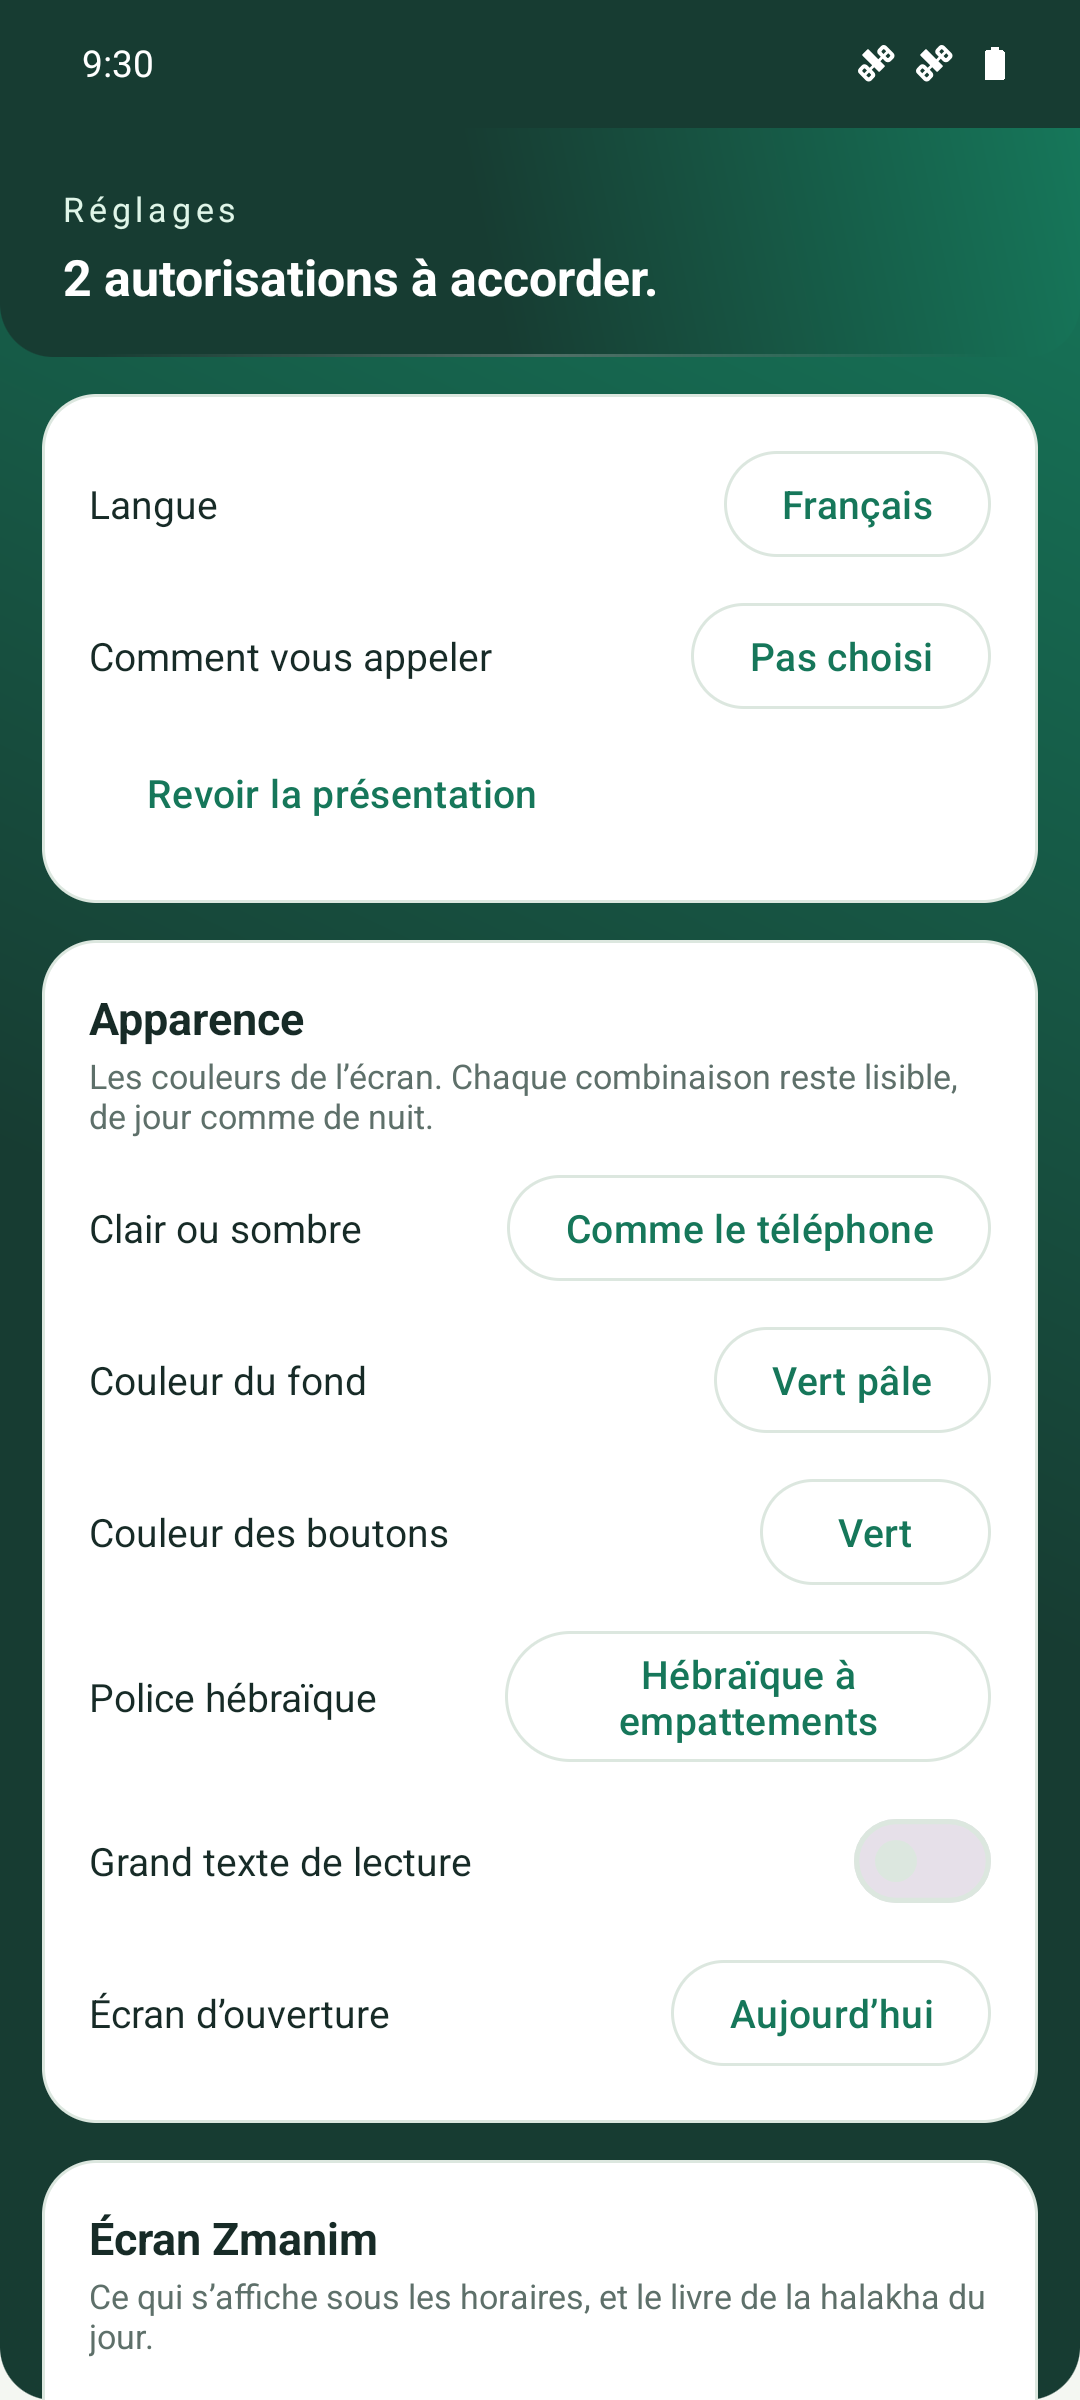 9:30
Réglages
2 autorisations à accorder.
Langue
Français
Comment vous appeler
Pas choisi
Revoir la présentation
Apparence
Les couleurs de l’écran. Chaque combinaison reste lisible,
de jour comme de nuit.
Clair ou sombre
Comme le téléphone
Couleur du fond
Vert pâle
Couleur des boutons
Vert
Police hébraïque
Hébraïque à
empattements
Grand texte de lecture
Écran d’ouverture
Aujourd’hui
Écran Zmanim
Ce qui s’affiche sous les horaires, et le livre de la halakha du
jour.